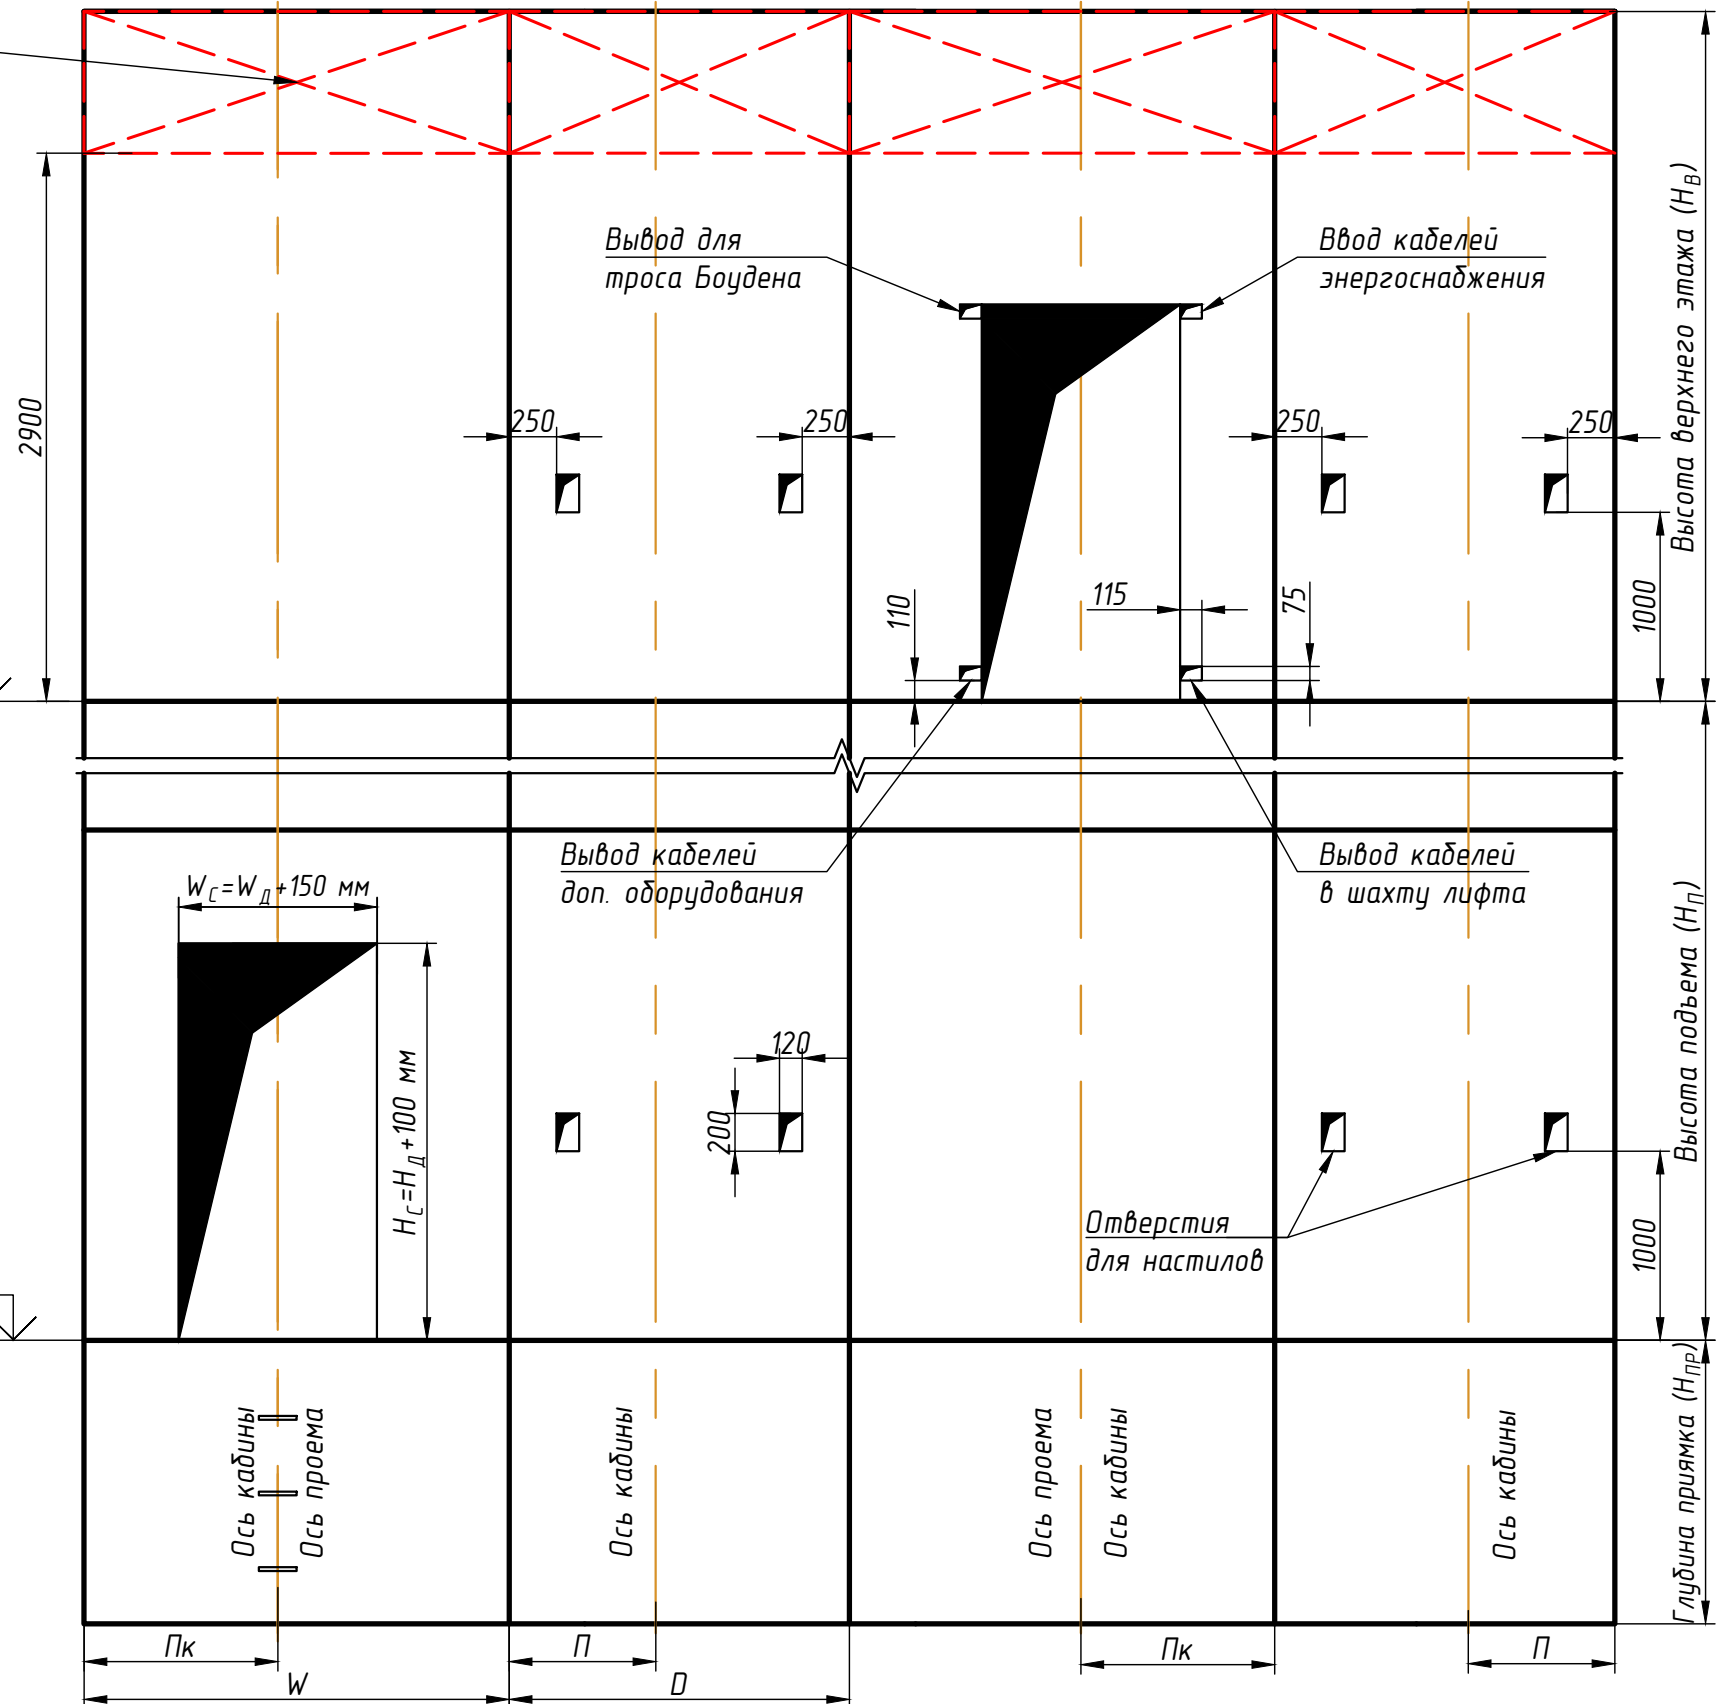 Вывод для
троса Боудена
Ввод кабелей
энергоснабжения
Высота верхнего этажа (HВ)
2900
250
250
250
250
110
115
75
1000
Вывод кабелей
доп. оборудования
Вывод кабелей
в шахту лифта
WС=WД+150 мм
HС=HД+100 мм
120
200
Высота подъема (HП)
Отверстия
для настилов
1000
Ось кабины
Ось проема
Ось кабины
Ось проема
Ось кабины
Ось кабины
Глубина приямка (HПР)
Пк
П
Пк
П
W
D